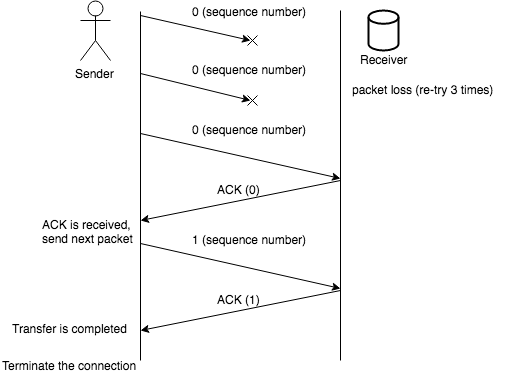 0 (sequence number)
Sender
Receiver
0 (sequence number)
packet loss (re-try 3 times)
0 (sequence number)
ACK (0)
ACK is received,
send next packet
1 (sequence number)
ACK (1)
Transfer is completed
Terminate the connection